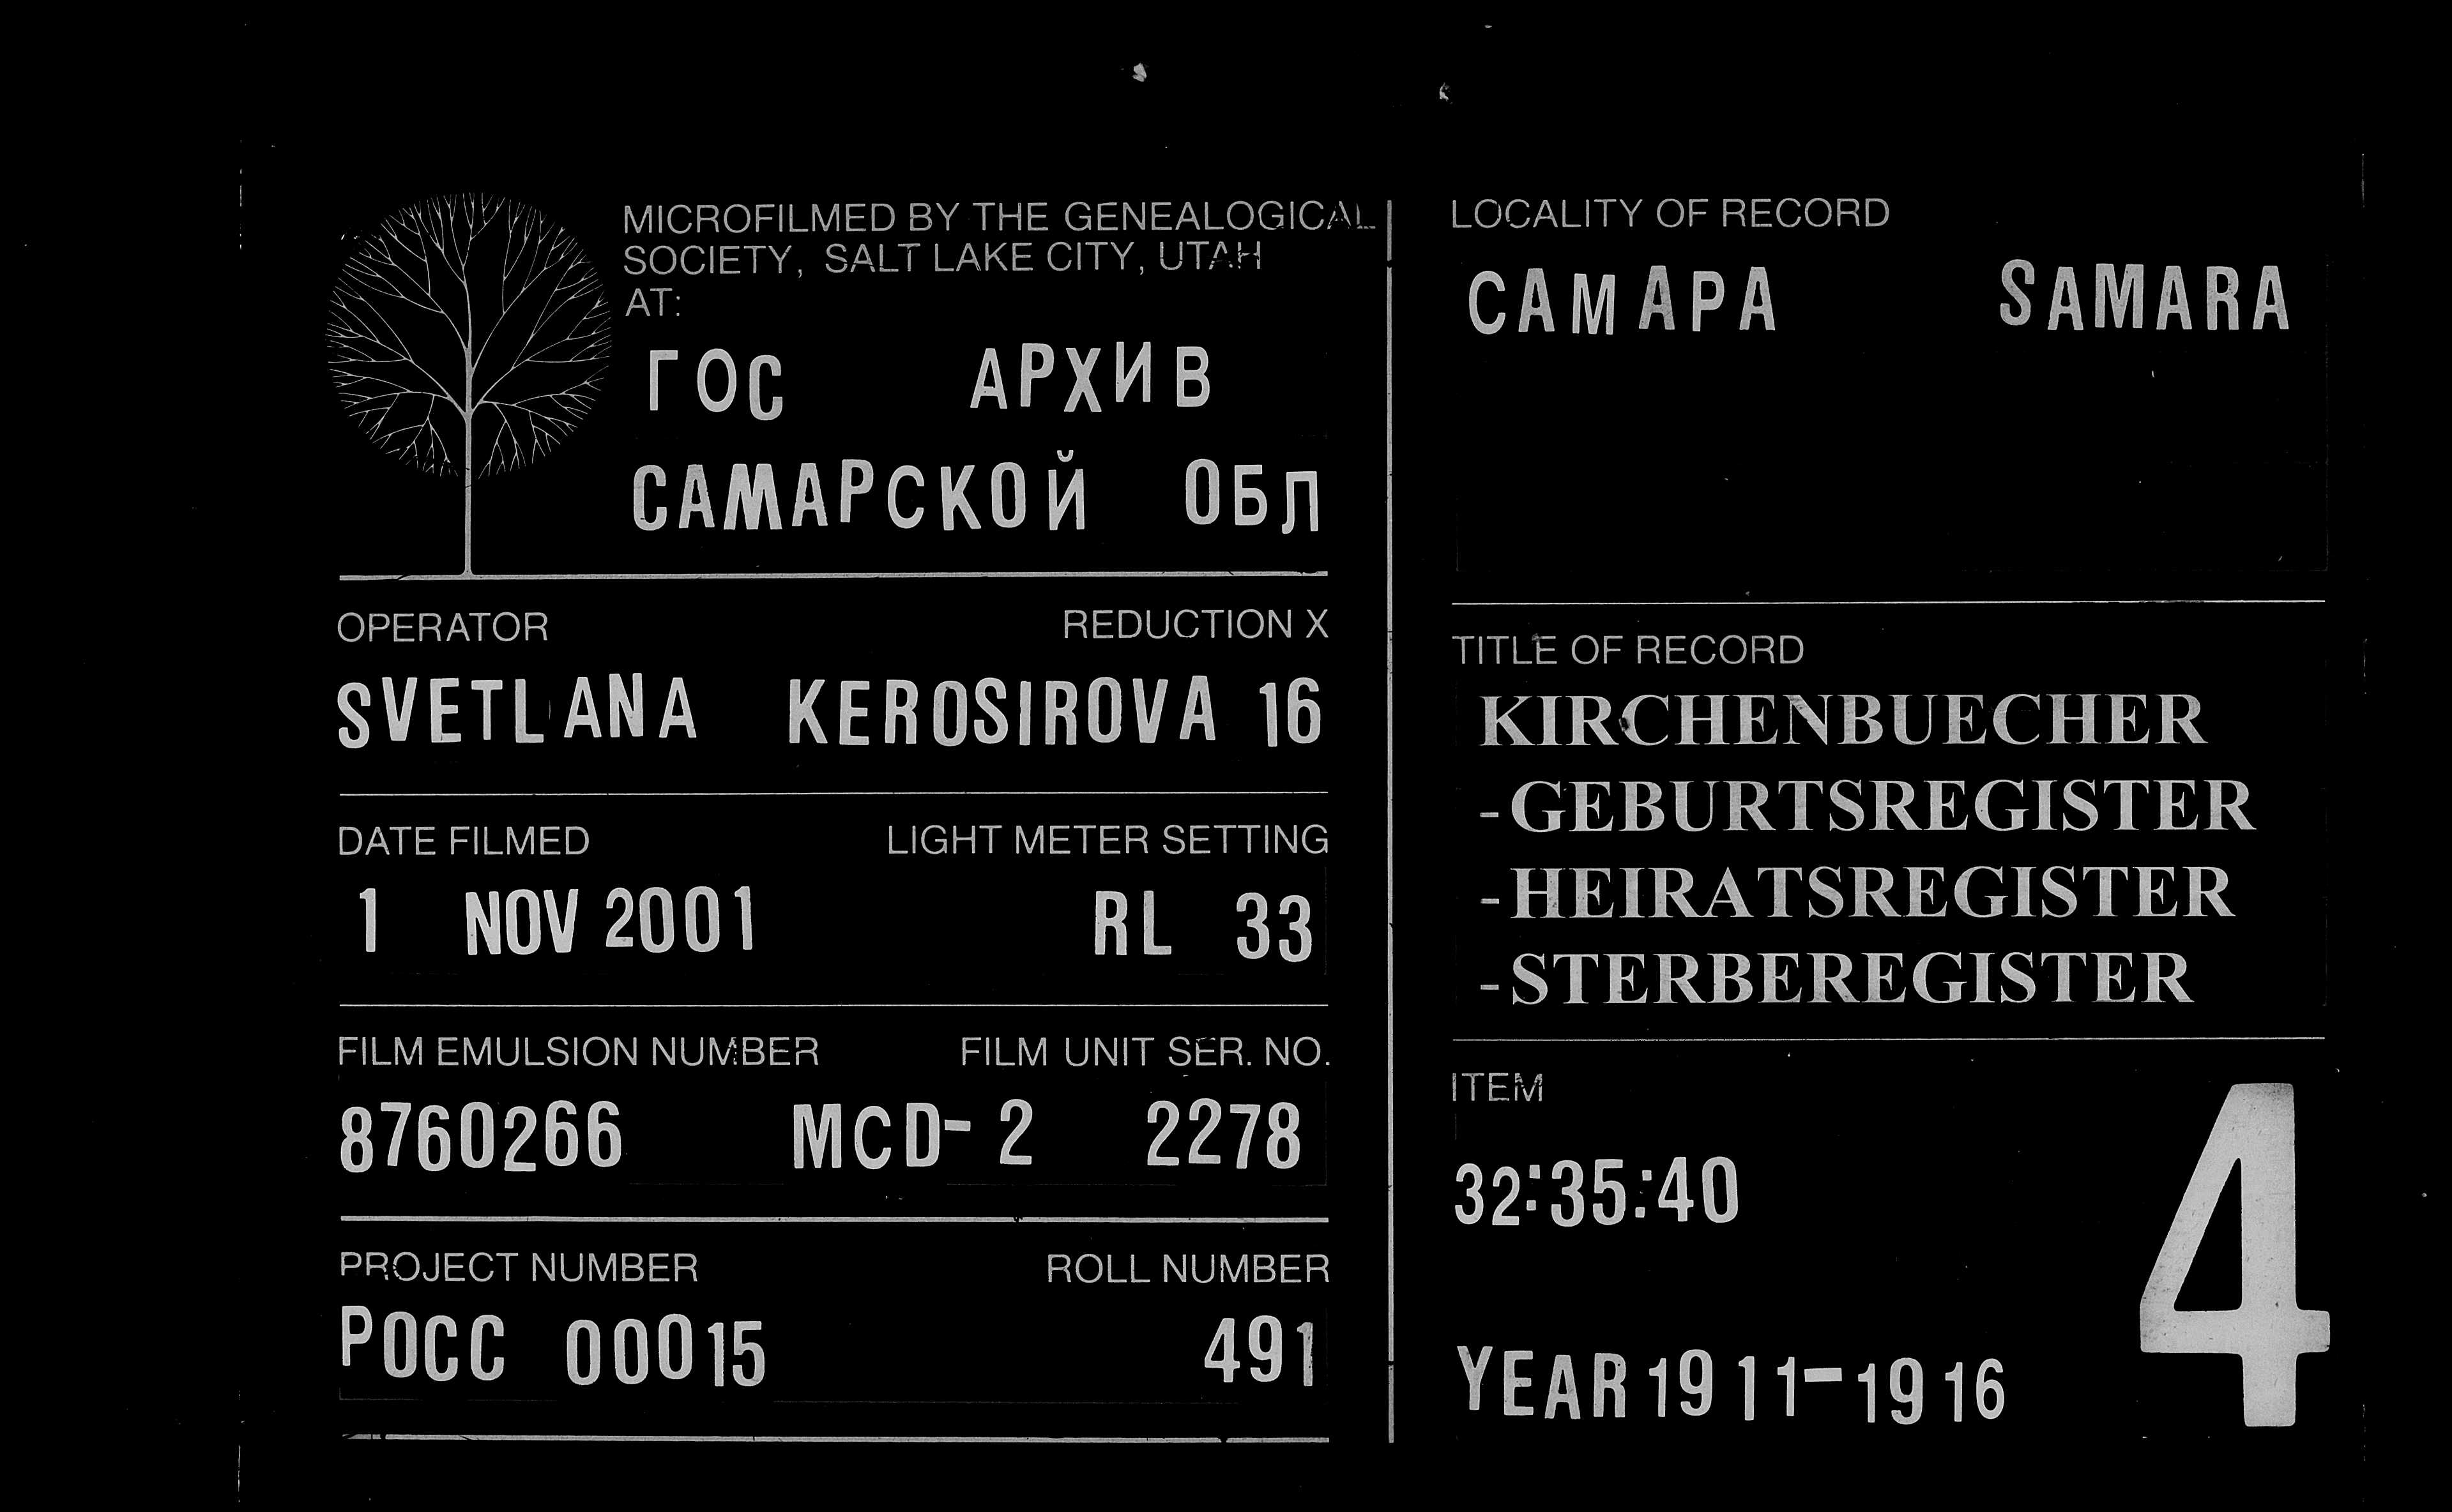 MICROFILMED BY THE GENEALOGICAL
SOCIETY, SALT LAKE CITY, UTAH
AT:
ГОС АРХИВ
САМАРСКОЙ ОБЛ
OPERATOR REDUCTION X
SVETLANA KEROSIROVA 16
DATE FILMED LIGHT METER SETTING
1 NOV 2001 RL 33
FILM EMULSION NUMBER FILM UNIT SER. NO.
8760266 MCD-2 2278
PROJECT NUMBER ROLL NUMBER
РОСС 00015 491
LOCALITY OF RECORD
САМАРА SAMARA
TITLE OF RECORD
KIRCHENBUECHER
-GEBURTSREGISTER
-HEIRATSREGISTER
-STERBEREGISTER
ITEM
32:35:40
4
YEAR 1911-1916